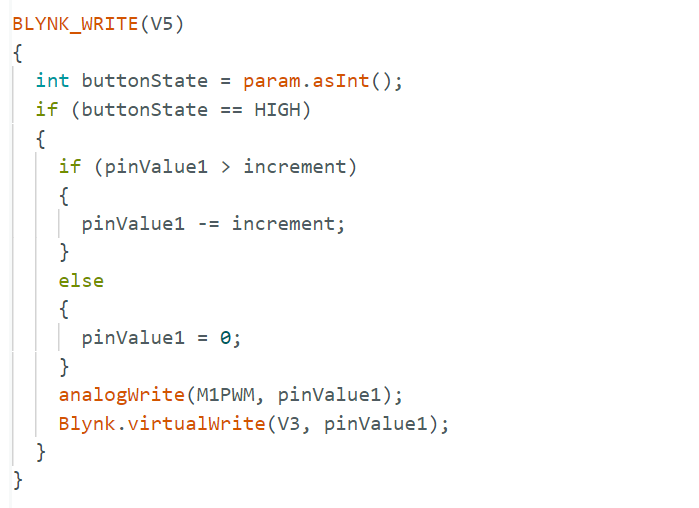 BLYNK_WRITE(V5)
{
  int buttonState = param.asInt();
  if (buttonState == HIGH)
  {
    if (pinValue1 > increment)
    {
      pinValue1 -= increment;
    }
    else
    {
      pinValue1 = 0;
    }
    analogWrite(M1PWM, pinValue1);
    Blynk.virtualWrite(V3, pinValue1);
  }
}